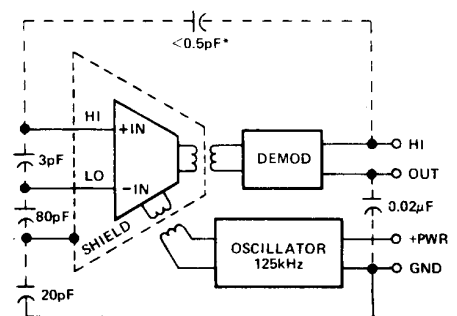 <0.5pF*
HI
+IN
HI
3pF
DEMOD
LO
-IN
OUT
80pF
0.02µF
SHIELD
+PWR
OSCILLATOR
125kHz
GND
20pF